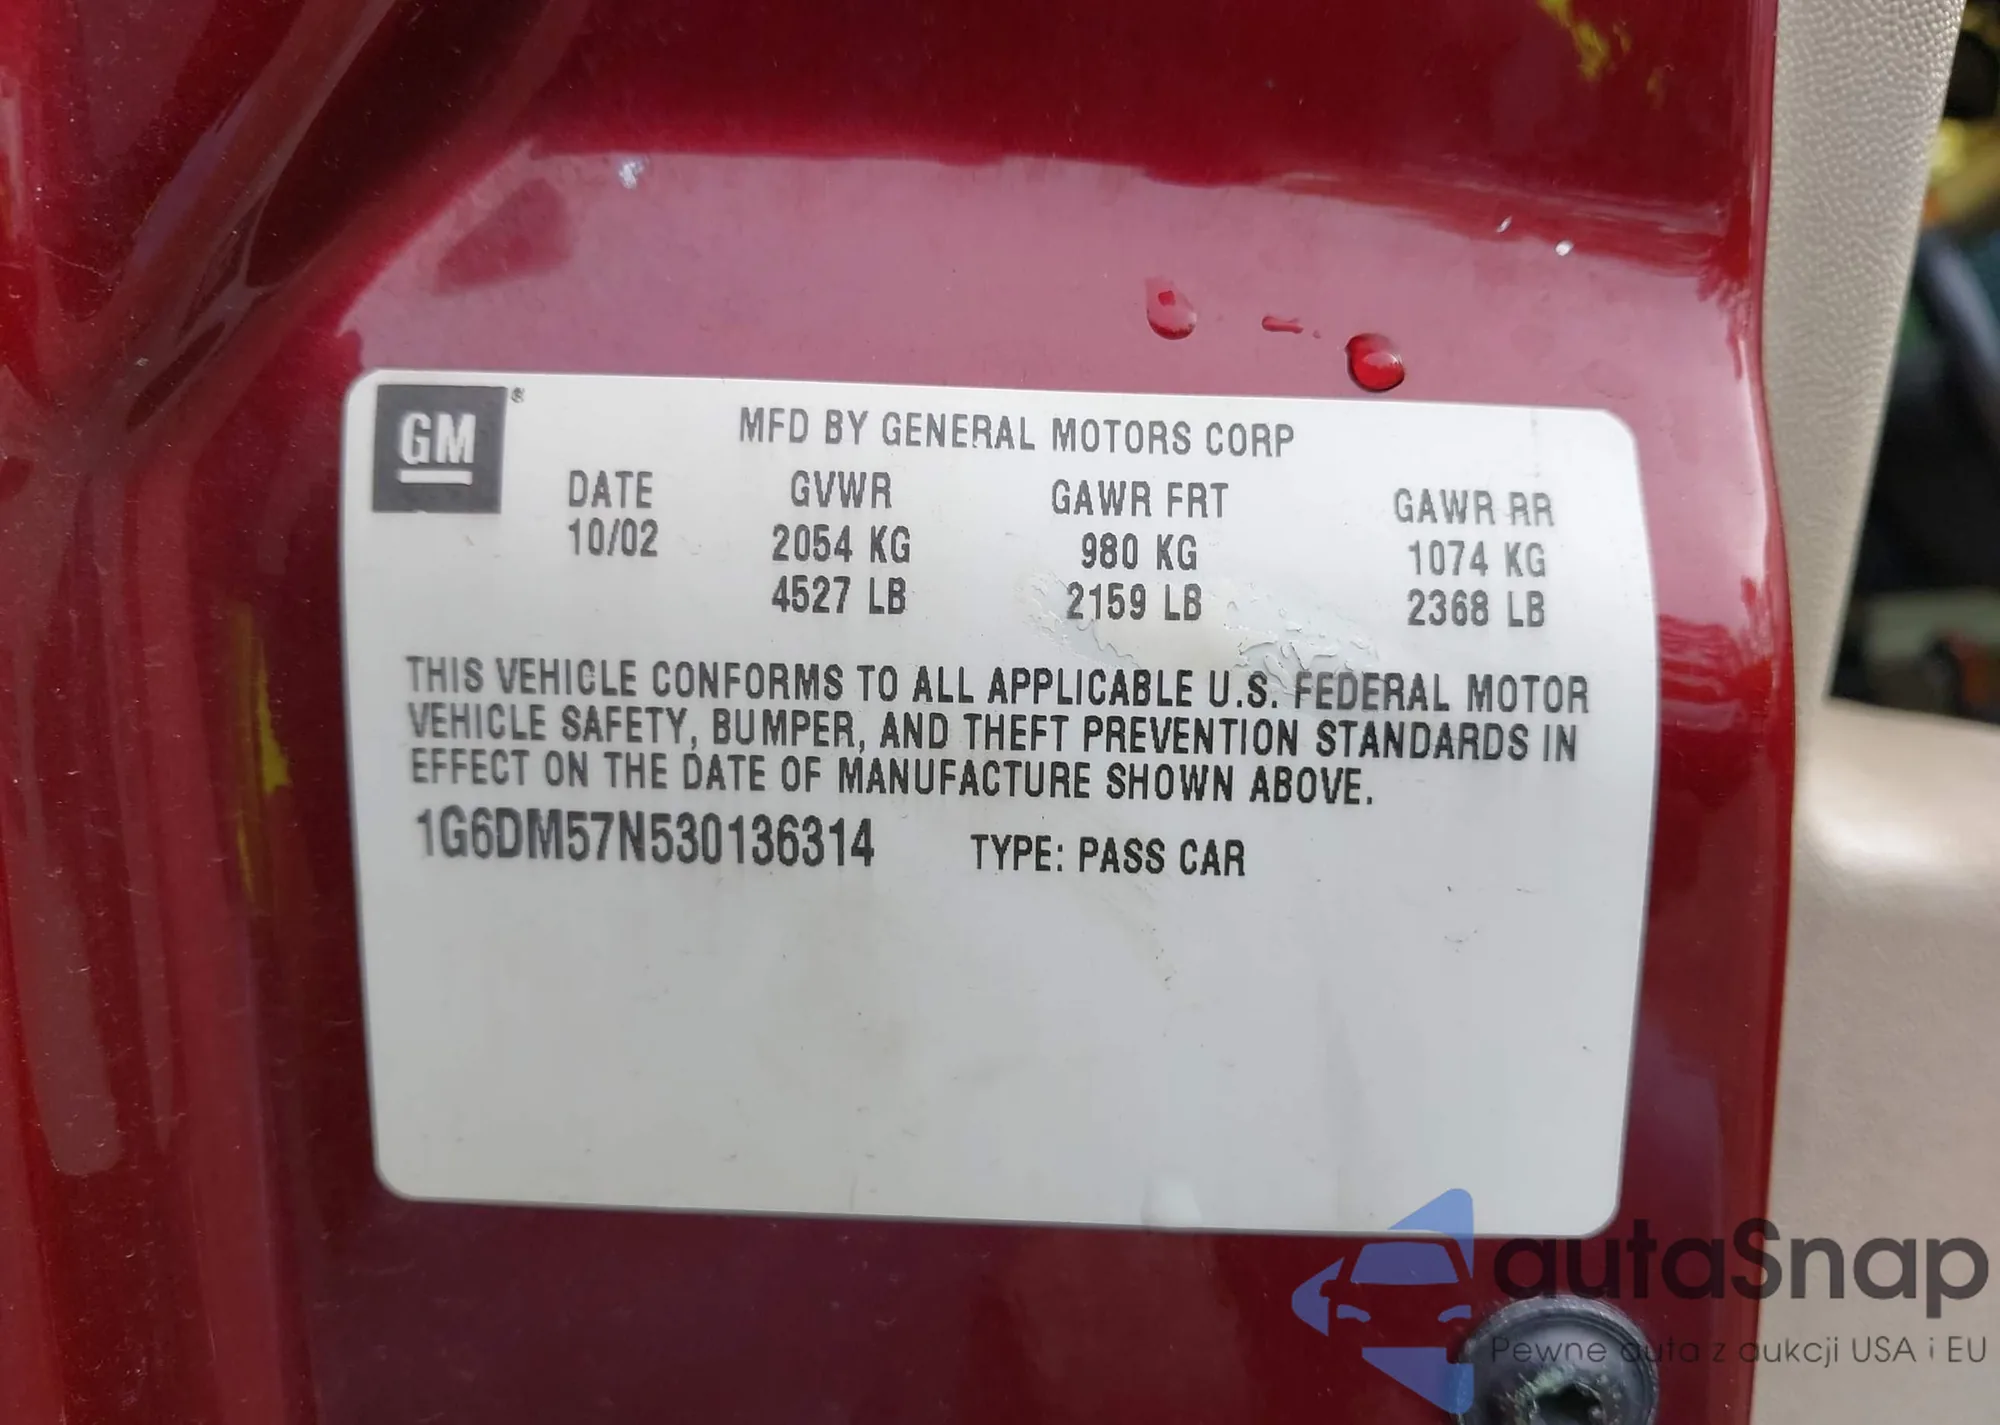 GM®
MFD BY GENERAL MOTORS CORP
DATE GVWR GAWR FRT GAWR RR
10/02 2054 KG 980 KG 1074 KG
4527 LB 2159 LB 2368 LB
THIS VEHICLE CONFORMS TO ALL APPLICABLE U.S. FEDERAL MOTOR
VEHICLE SAFETY, BUMPER, AND THEFT PREVENTION STANDARDS IN
EFFECT ON THE DATE OF MANUFACTURE SHOWN ABOVE.
1G6DM57N530136314 TYPE: PASS CAR
autaSnap
Pewne auta z aukcji USA i EU